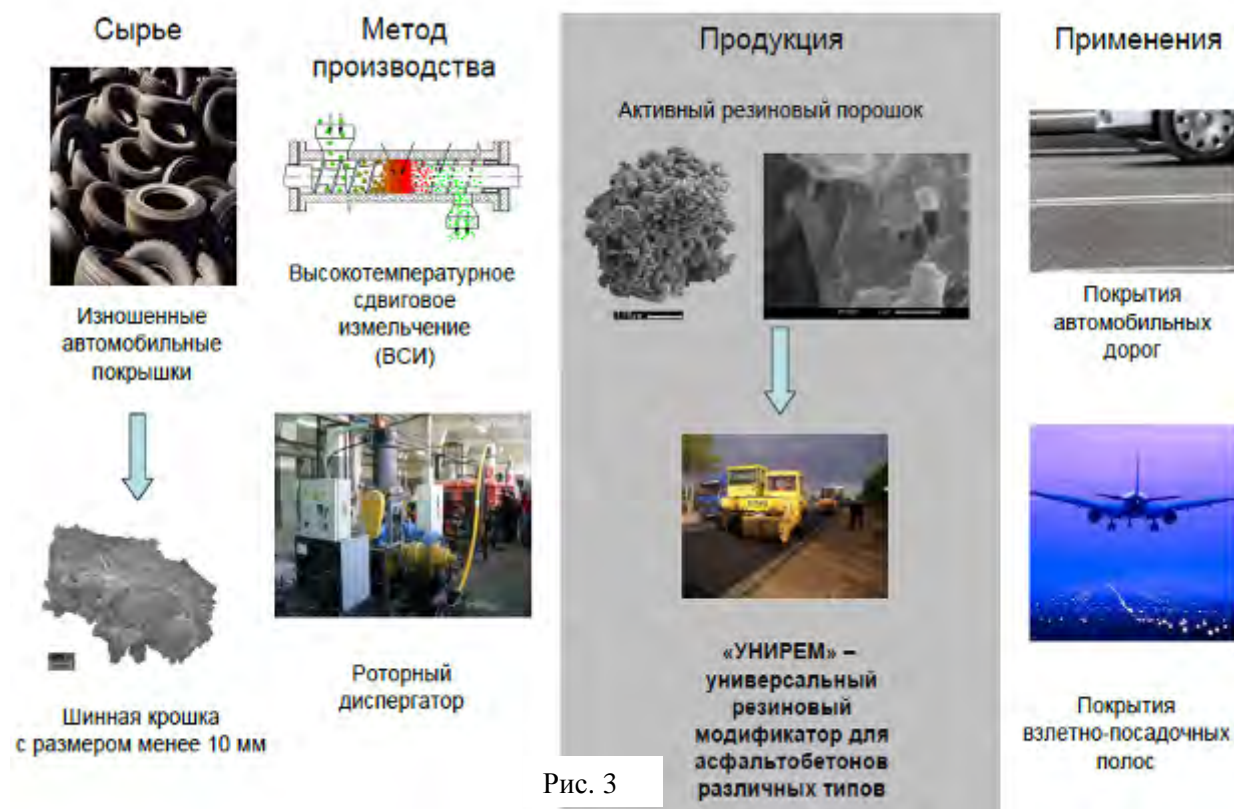 Сырье
Изношенные
автомобильные
покрышки
Шинная крошка
с размером менее 10 мм
Метод
производства
Высокотемпературное
сдвиговое
измельчение
(ВСИ)
Роторный
диспергатор
Продукция
Активный резиновый порошок
«УНИРЕМ» –
универсальный
резиновый
модификатор для
асфальтобетонов
различных типов
Применения
Покрытия
автомобильных
дорог
Покрытия
взлетно-посадочных
полос
Рис. 3